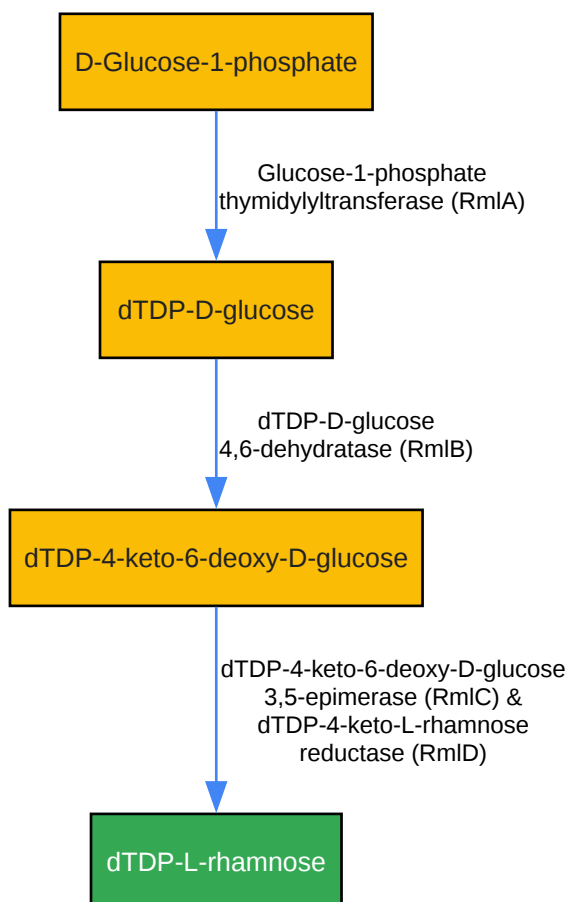 D-Glucose-1-phosphate
Glucose-1-phosphate
thymidylyltransferase (RmlA)
dTDP-D-glucose
dTDP-D-glucose
4,6-dehydratase (RmlB)
dTDP-4-keto-6-deoxy-D-glucose
dTDP-4-keto-6-deoxy-D-glucose
3,5-epimerase (RmlC) &
dTDP-4-keto-L-rhamnose
reductase (RmlD)
dTDP-L-rhamnose